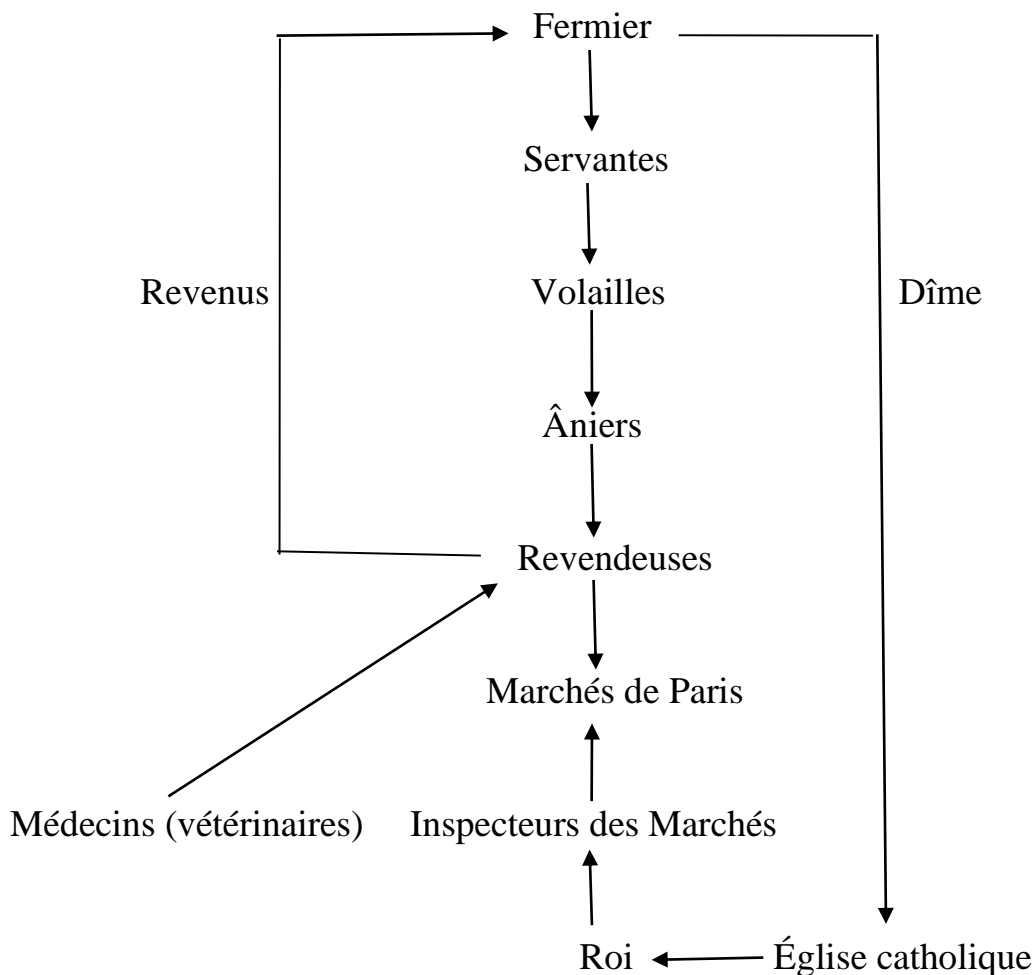 Fermier
Servantes
Revenus
Volailles
Dîme
Âniers
Revendeuses
Marchés de Paris
Médecins (vétérinaires)
Inspecteurs des Marchés
Roi
Église catholique